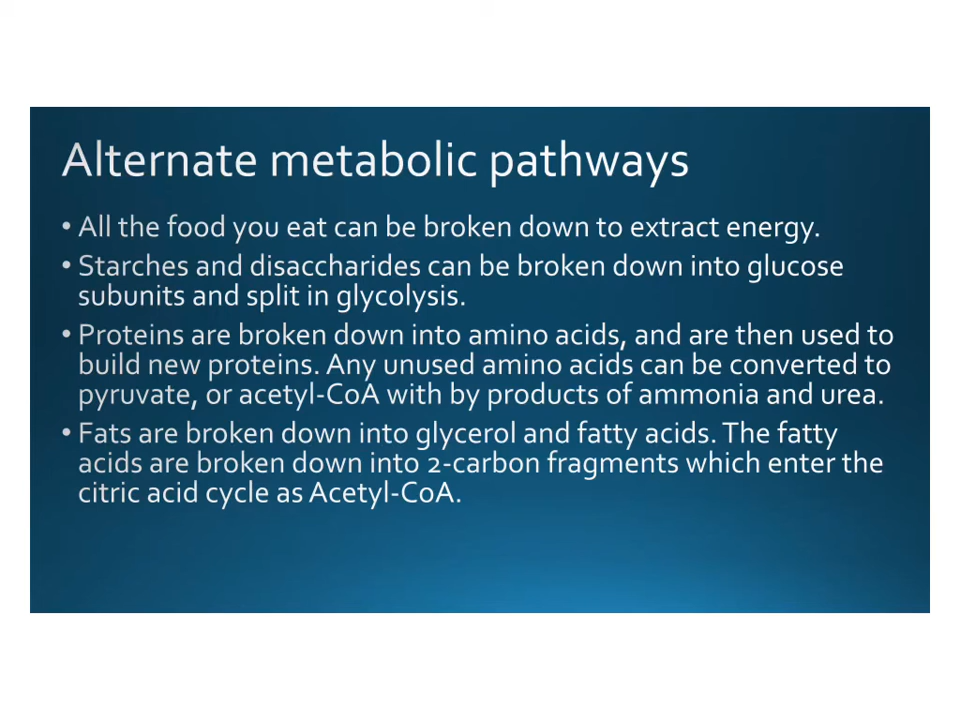 Alternate metabolic pathways
• All the food you eat can be broken down to extract energy.
• Starches and disaccharides can be broken down into glucose
subunits and split in glycolysis.
• Proteins are broken down into amino acids, and are then used to
build new proteins. Any unused amino acids can be converted to
pyruvate, or acetyl-CoA with by products of ammonia and urea.
• Fats are broken down into glycerol and fatty acids. The fatty
acids are broken down into 2-carbon fragments which enter the
citric acid cycle as Acetyl-CoA.